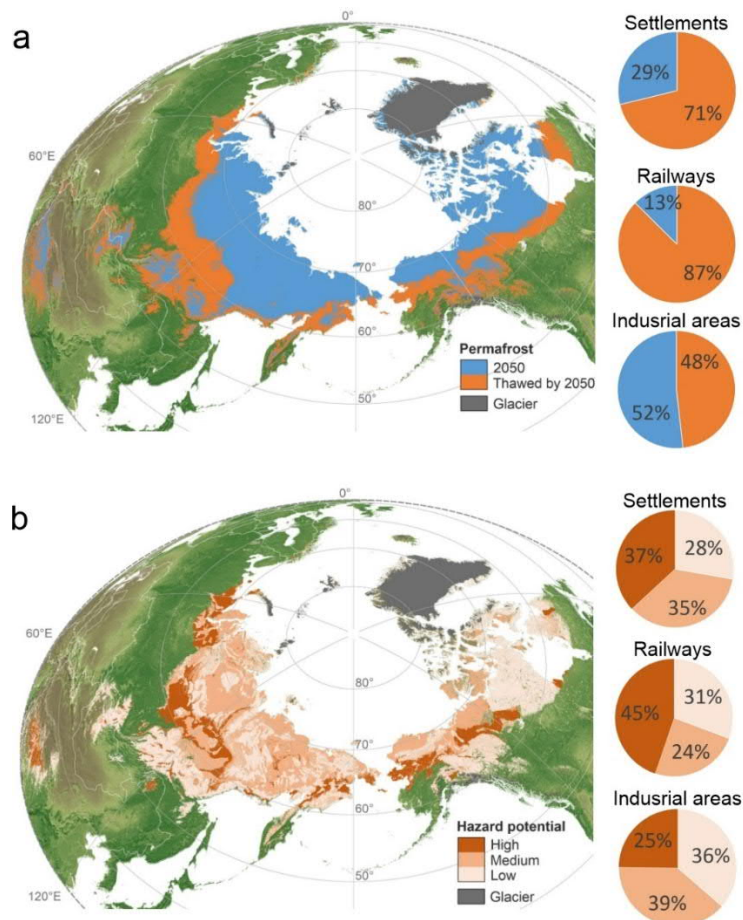 a
0°
60°E
80°
70°
60°
50°
120°E
Permafrost
2050
Thawed by 2050
Glacier
Settlements
29%
71%
Railways
13%
87%
Indusrial areas
48%
52%
b
0°
60°E
80°
70°
60°
50°
120°E
Hazard potential
High
Medium
Low
Glacier
Settlements
37%
28%
35%
Railways
45%
31%
24%
Indusrial areas
25%
36%
39%